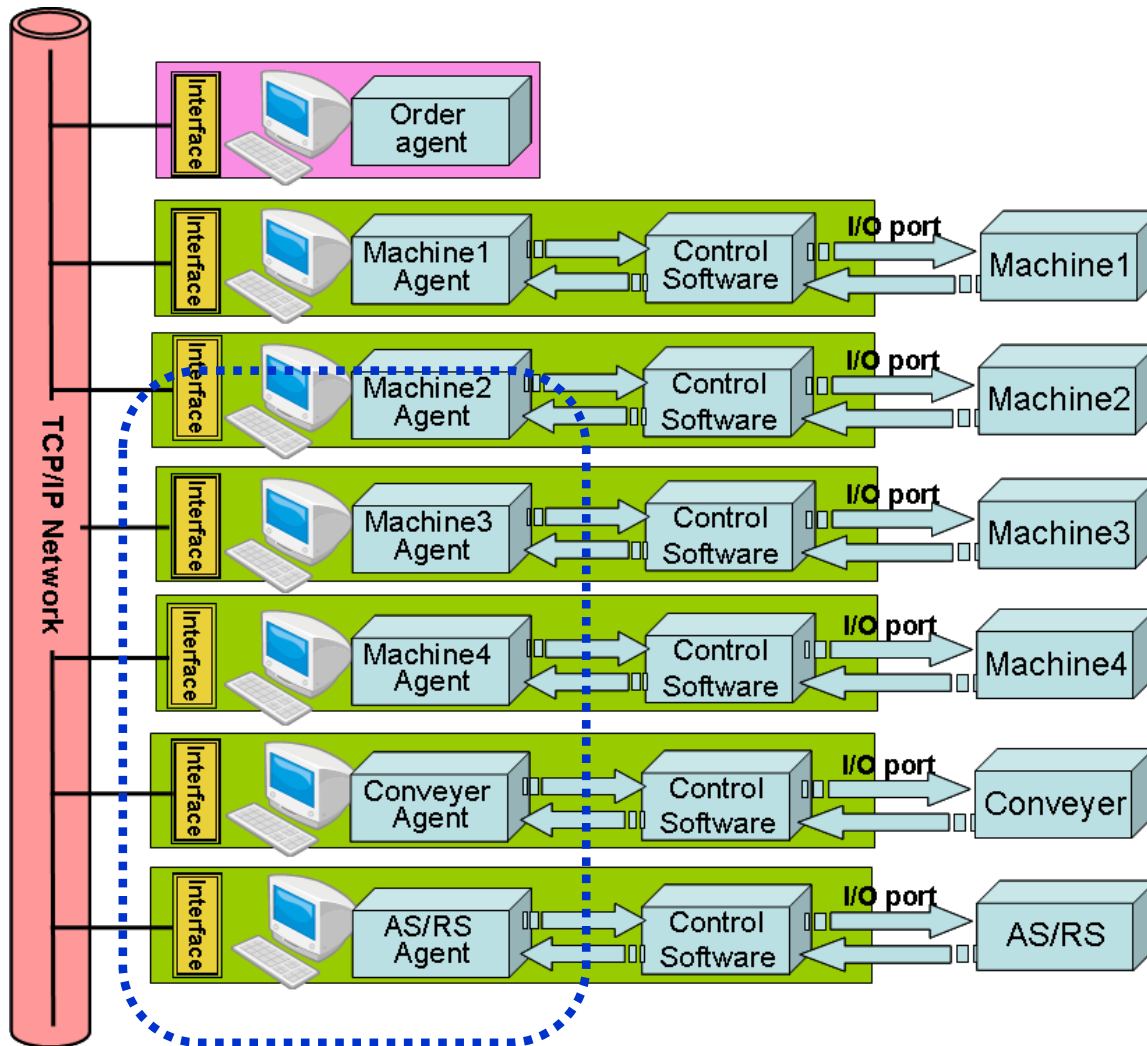 Interface
Order
agent
Interface
Machine1
Agent
Control
Software
I/O port
Machine1
Interface
Machine2
Agent
Control
Software
I/O port
Machine2
TCP/IP Network
Interface
Machine3
Agent
Control
Software
I/O port
Machine3
Interface
Machine4
Agent
Control
Software
I/O port
Machine4
Interface
Conveyer
Agent
Control
Software
I/O port
Conveyer
Interface
AS/RS
Agent
Control
Software
I/O port
AS/RS